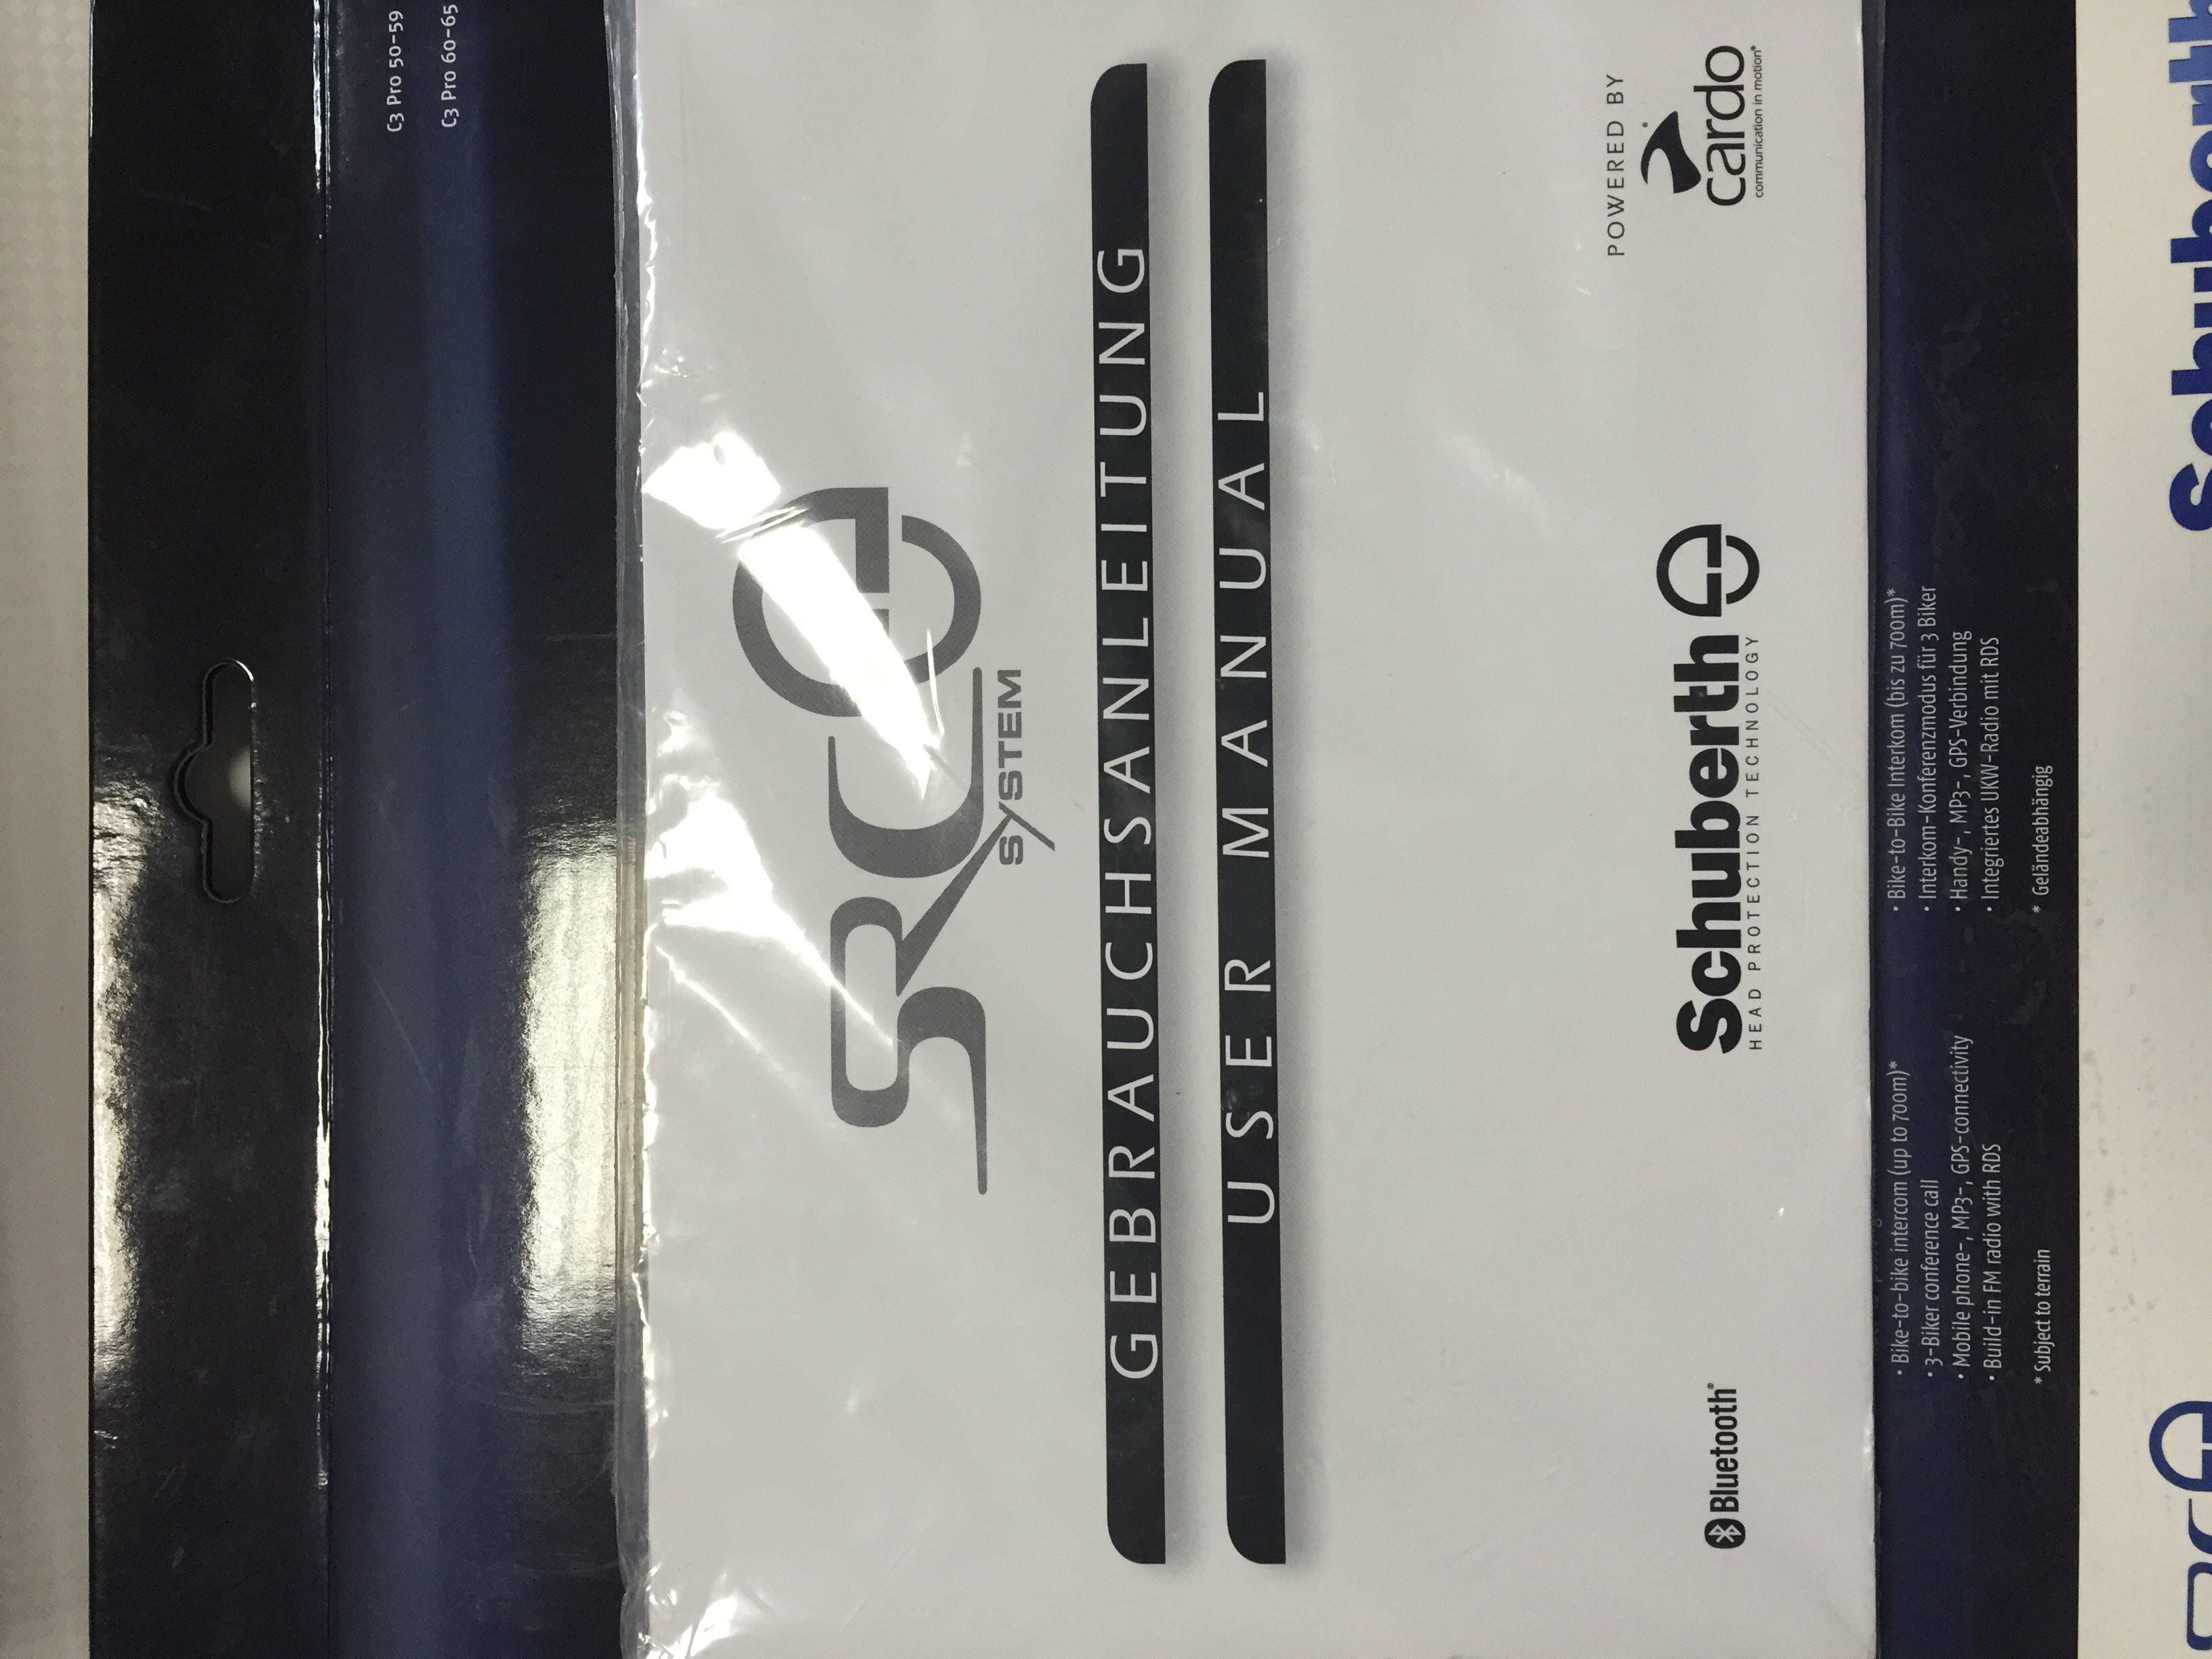 C3 Pro 50-59
C3 Pro 60-65
SRC
SYSTEM
GEBRAUCHSANLEITUNG
USER MANUAL
POWERED BY
cardo
communication in motion®
Schuberth
HEAD PROTECTION TECHNOLOGY
Bluetooth®
• Bike-to-bike intercom (up to 700m)*
• 3-Biker conference call
• Mobile phone-, MP3-, GPS-connectivity
• Build-in FM radio with RDS
* Subject to terrain
• Bike-to-Bike Interkom (bis zu 700m)*
• Interkom-Konferenzmodus für 3 Biker
• Handy-, MP3-, GPS-Verbindung
• Integriertes UKW-Radio mit RDS
* Geländeabhängig
Schuberth